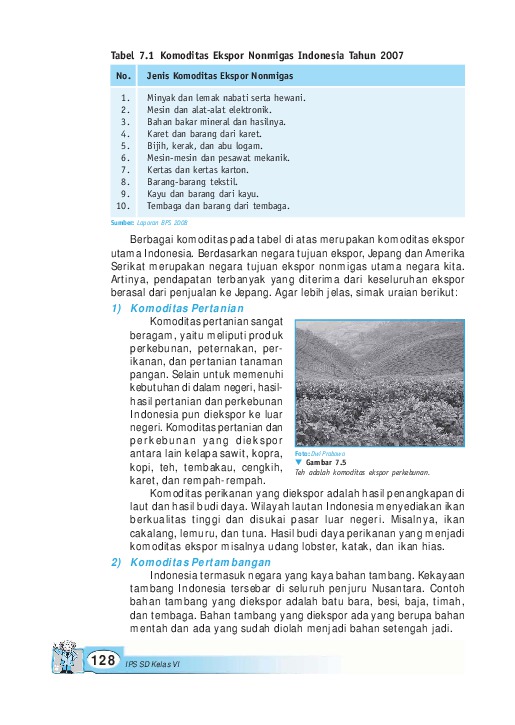 Tabel 7.1 Komoditas Ekspor Nonmigas Indonesia Tahun 2007
No. Jenis Komoditas Ekspor Nonmigas
1. Minyak dan lemak nabati serta hewani.
2. Mesin dan alat-alat elektronik.
3. Bahan bakar mineral dan hasilnya.
4. Karet dan barang dari karet.
5. Bijih, kerak, dan abu logam.
6. Mesin-mesin dan pesawat mekanik.
7. Kertas dan kertas karton.
8. Barang-barang tekstil.
9. Kayu dan barang dari kayu.
10. Tembaga dan barang dari tembaga.
Sumber: Laporan BPS 2008
Berbagai komoditas pada tabel di atas merupakan komoditas ekspor
utama Indonesia. Berdasarkan negara tujuan ekspor, Jepang dan Amerika
Serikat merupakan negara tujuan ekspor nonmigas utama negara kita.
Artinya, pendapatan terbanyak yang diterima dari keseluruhan ekspor
berasal dari penjualan ke Jepang. Agar lebih jelas, simak uraian berikut:
1) Komoditas Pertanian
Komoditas pertanian sangat
beragam, yaitu meliputi produk
perkebunan, peternakan, per-
ikanan, dan pertanian tanaman
pangan. Selain untuk memenuhi
kebutuhan di dalam negeri, hasil-
hasil pertanian dan perkebunan
Indonesia pun diekspor ke luar
negeri. Komoditas pertanian dan
perkebunan yang diekspor
antara lain kelapa sawit, kopra,
kopi, teh, tembakau, cengkih,
karet, dan rempah-rempah.
Foto: Dwi Prabowo
▼ Gambar 7.5
Teh adalah komoditas ekspor perkebunan.
Komoditas perikanan yang diekspor adalah hasil penangkapan di
laut dan hasil budi daya. Wilayah lautan Indonesia menyediakan ikan
berkualitas tinggi dan disukai pasar luar negeri. Misalnya, ikan
cakalang, lemuru, dan tuna. Hasil budi daya perikanan yang menjadi
komoditas ekspor misalnya udang lobster, katak, dan ikan hias.
2) Komoditas Pertambangan
Indonesia termasuk negara yang kaya bahan tambang. Kekayaan
tambang Indonesia tersebar di seluruh penjuru Nusantara. Contoh
bahan tambang yang diekspor adalah batu bara, besi, baja, timah,
dan tembaga. Bahan tambang yang diekspor ada yang berupa bahan
mentah dan ada yang sudah diolah menjadi bahan setengah jadi.
128 IPS SD Kelas VI